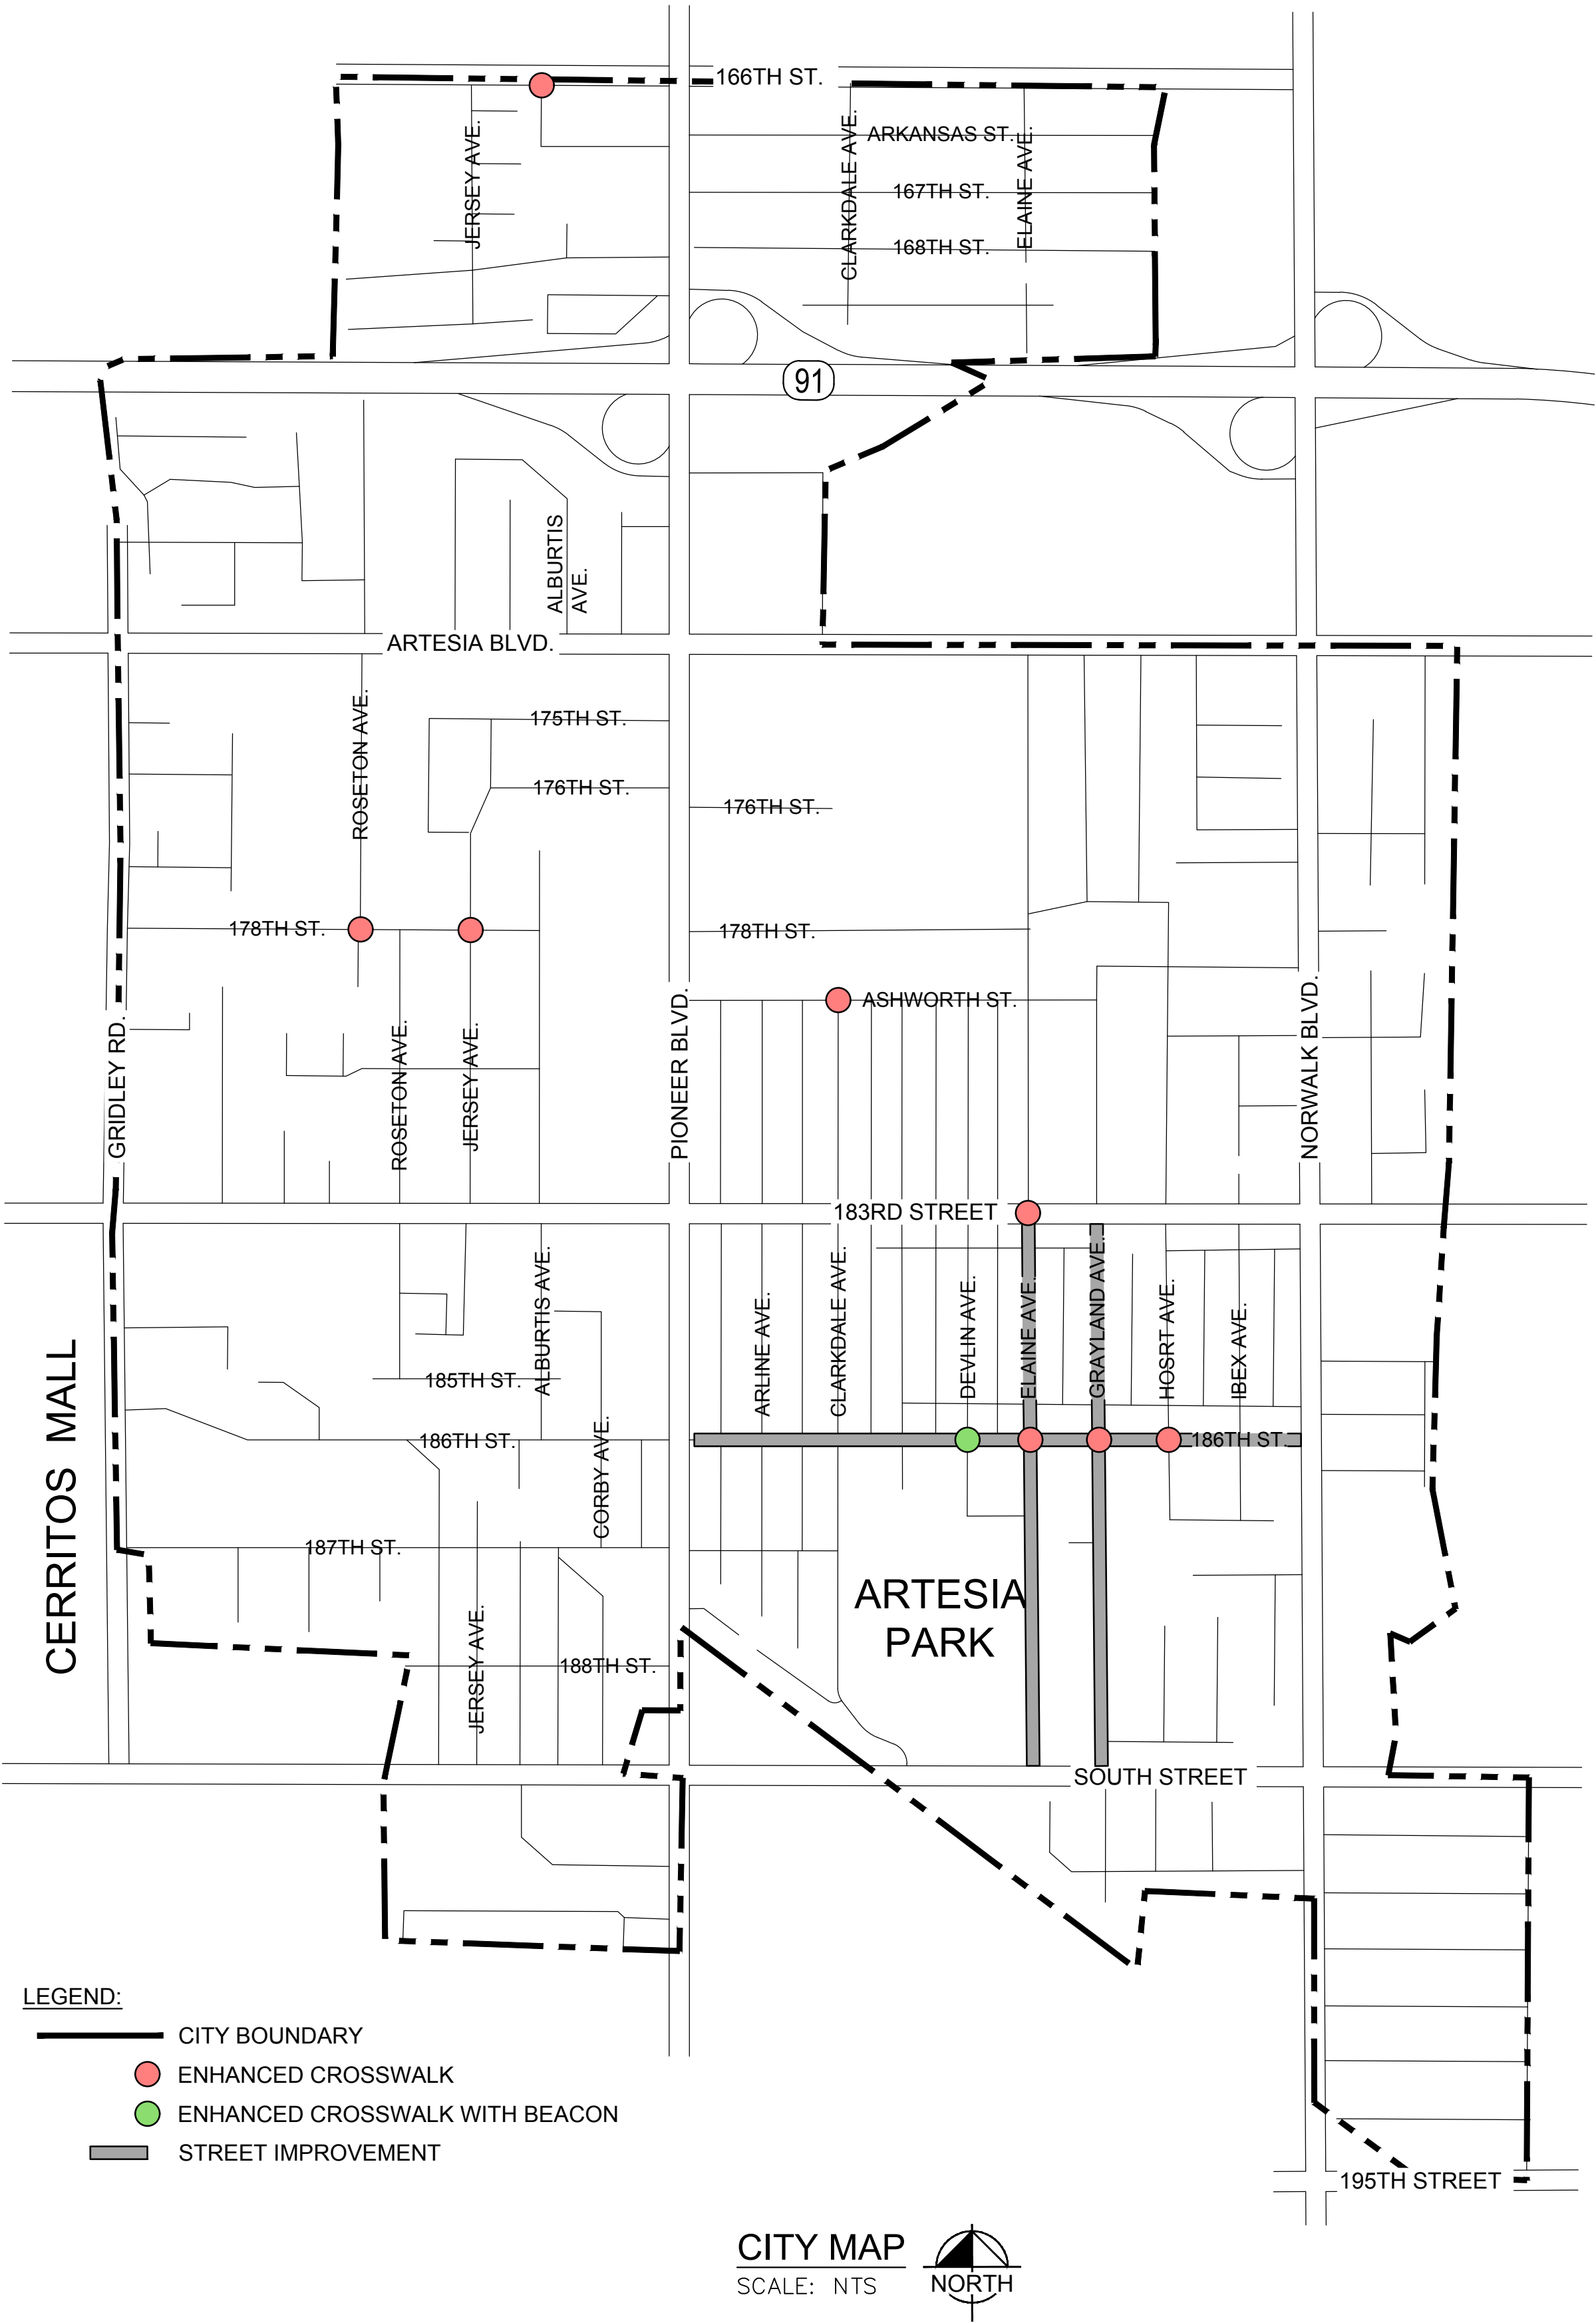 166TH ST.
JERSEY AVE.
CLARKDALE AVE.
ARKANSAS ST.
ELAINE AVE.
167TH ST.
168TH ST.
91
ALBURTIS
AVE.
ARTESIA BLVD.
ROSETON AVE.
175TH ST.
176TH ST.
176TH ST.
178TH ST.
178TH ST.
ASHWORTH ST.
GRIDLEY RD.
ROSETON AVE.
JERSEY AVE.
PIONEER BLVD.
NORWALK BLVD.
183RD STREET
ALBURTIS AVE.
ARLINE AVE.
CLARKDALE AVE.
DEVLIN AVE.
ELAINE AVE.
GRAYLAND AVE.
HOSRT AVE.
IBEX AVE.
CERRITOS MALL
185TH ST.
186TH ST.
186TH ST.
CORBY AVE.
187TH ST.
ARTESIA
PARK
JERSEY AVE.
188TH ST.
SOUTH STREET
LEGEND:
CITY BOUNDARY
ENHANCED CROSSWALK
ENHANCED CROSSWALK WITH BEACON
STREET IMPROVEMENT
195TH STREET
CITY MAP
SCALE: NTS
NORTH